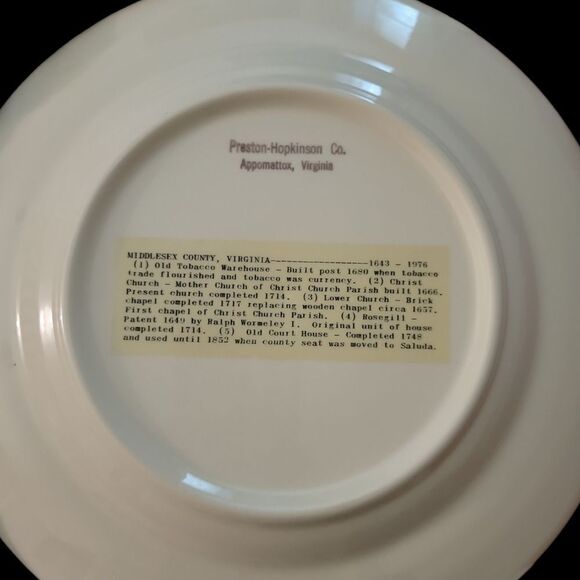 Preston-Hopkinson Co.
Appomattox, Virginia
MIDDLESEX COUNTY, VIRGINIA--------------------1643 - 1976
(1) Old Tobacco Warehouse - Built post 1680 when tobacco
trade flourished and tobacco was currency. (2) Christ
Church - Mother Church of Christ Church Parish built 1666.
Present church completed 1714. (3) Lower Church - Brick
chapel completed 1717 replacing wooden chapel circa 1657.
First chapel of Christ Church Parish. (4) Rosegill -
Patent 1649 by Ralph Wormeley I. Original unit of house
completed 1714. (5) Old Court House - Completed 1748
and used until 1852 when county seat was moved to Saluda.